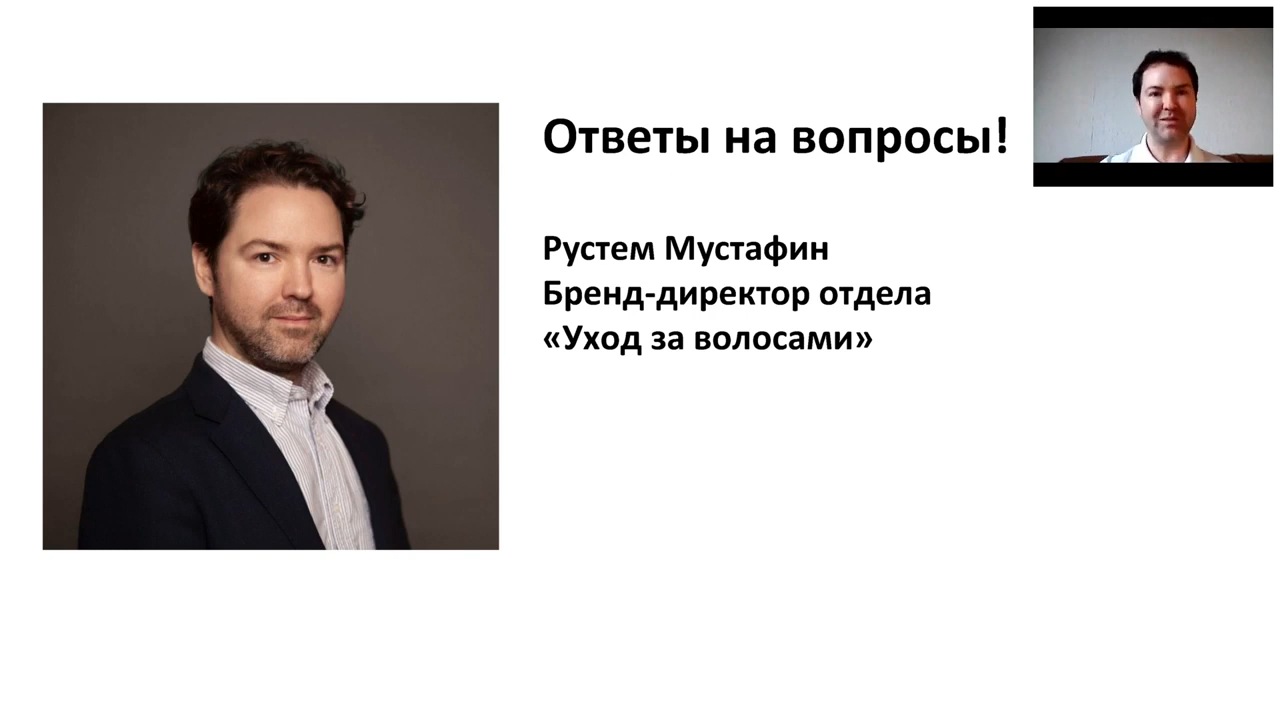 Ответы на вопросы!
Рустем Мустафин
Бренд-директор отдела
«Уход за волосами»